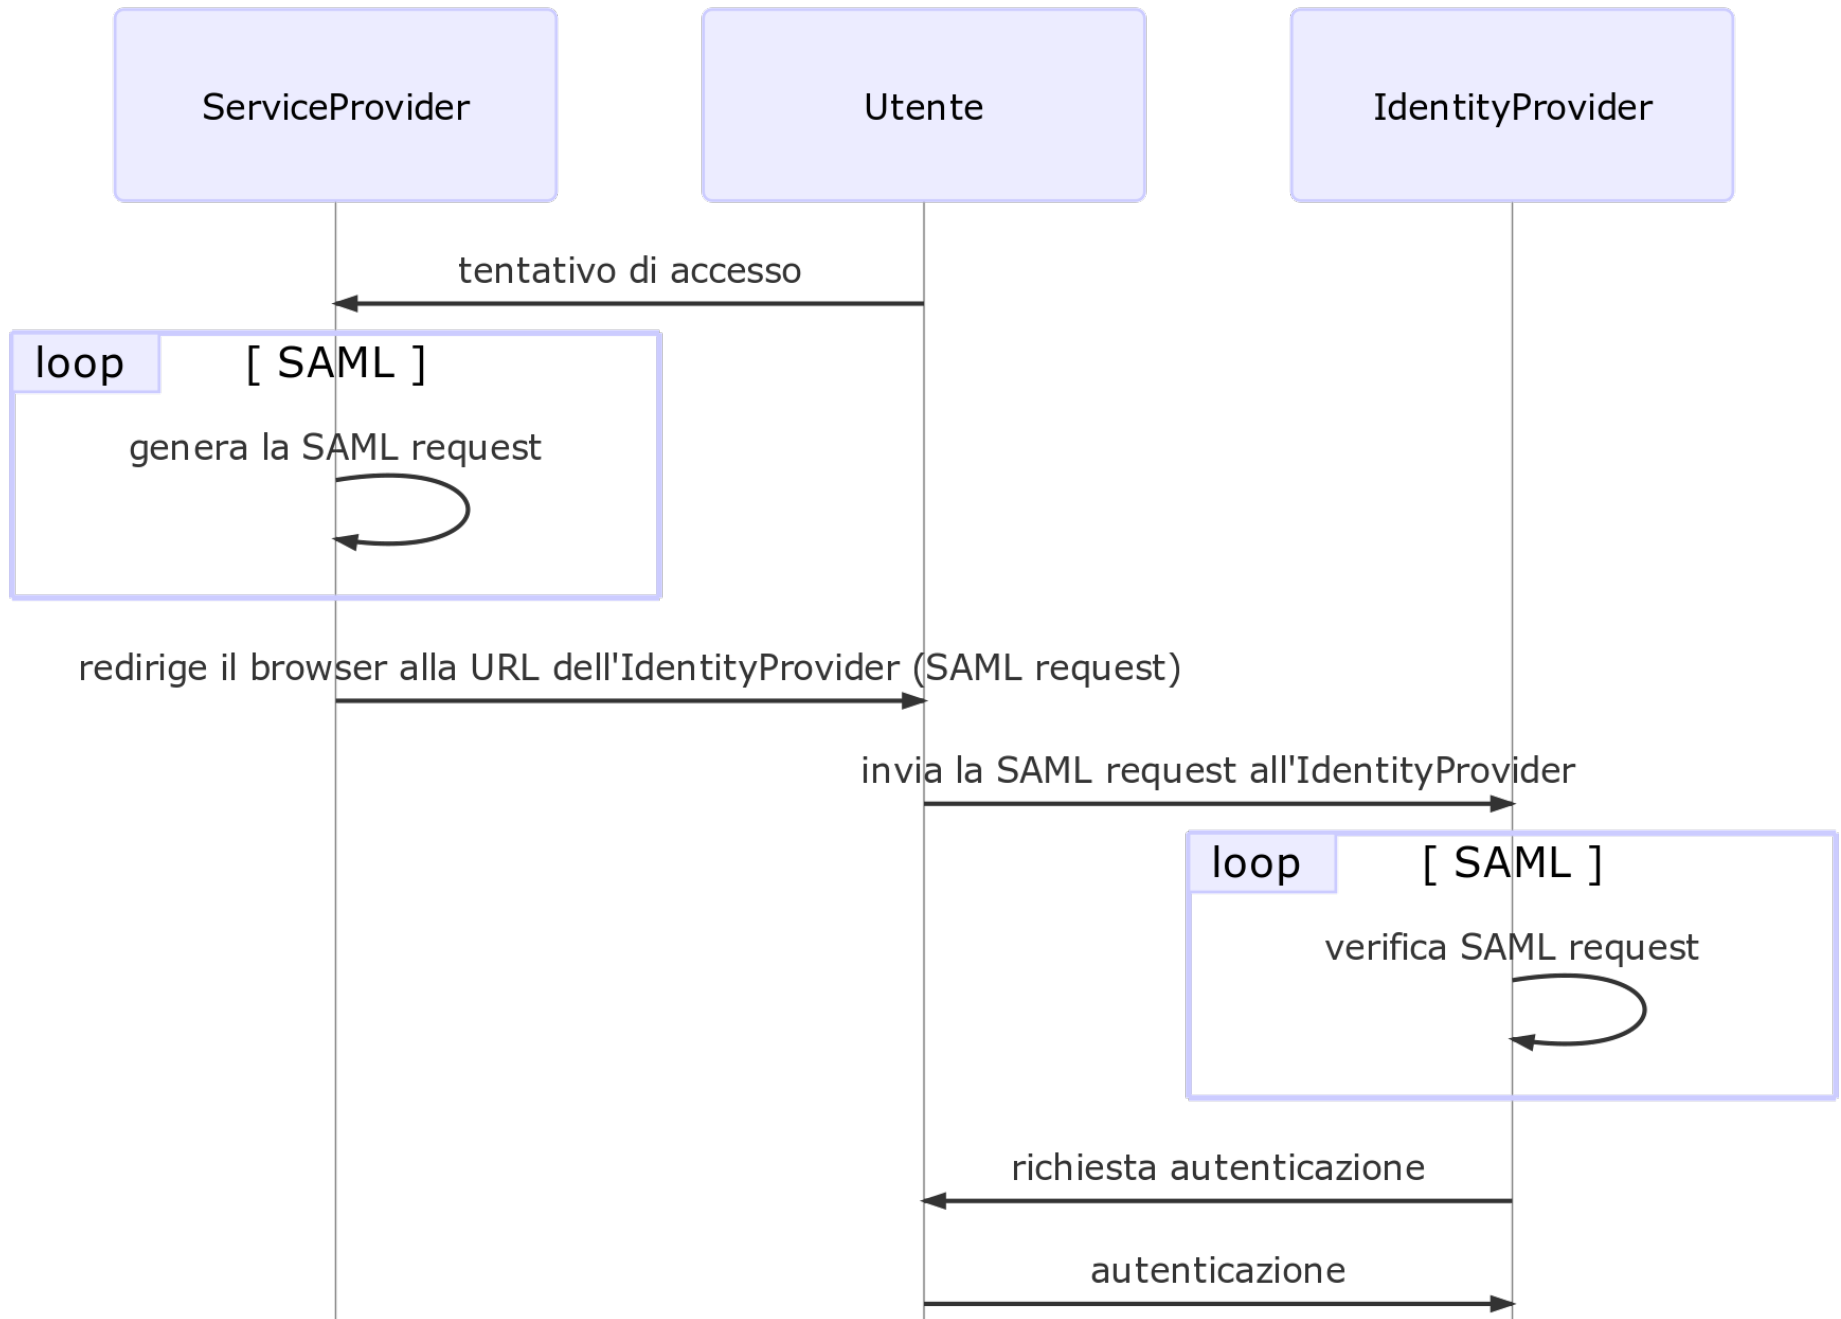 ServiceProvider
Utente
IdentityProvider
tentativo di accesso
loop
[ SAML ]
genera la SAML request
redirige il browser alla URL dell'IdentityProvider (SAML request)
invia la SAML request all'IdentityProvider
loop
[ SAML ]
verifica SAML request
richiesta autenticazione
autenticazione